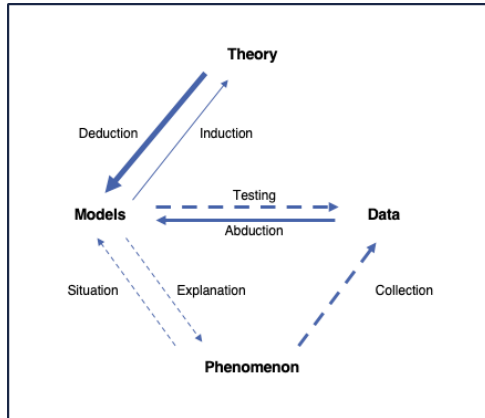 Theory
Deduction
Induction
Testing
Models
Data
Abduction
Situation
Explanation
Collection
Phenomenon